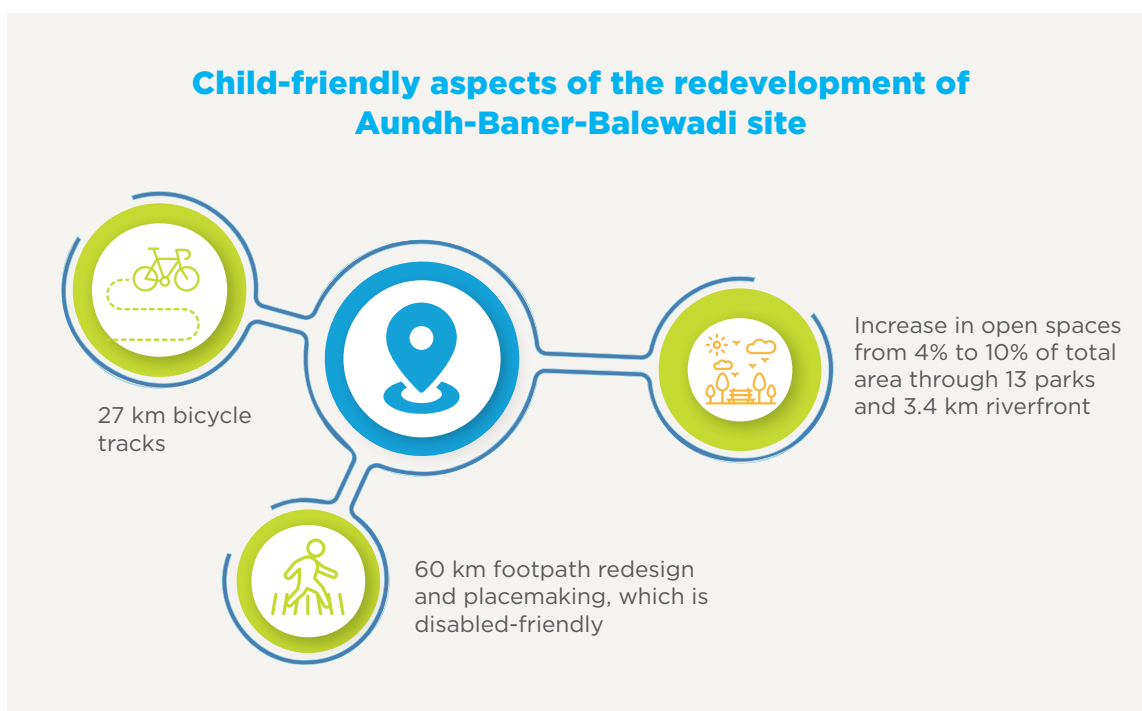 Child-friendly aspects of the redevelopment of
Aundh-Baner-Balewadi site
27 km bicycle
tracks
Increase in open spaces
from 4% to 10% of total
area through 13 parks
and 3.4 km riverfront
60 km footpath redesign
and placemaking, which is
disabled-friendly